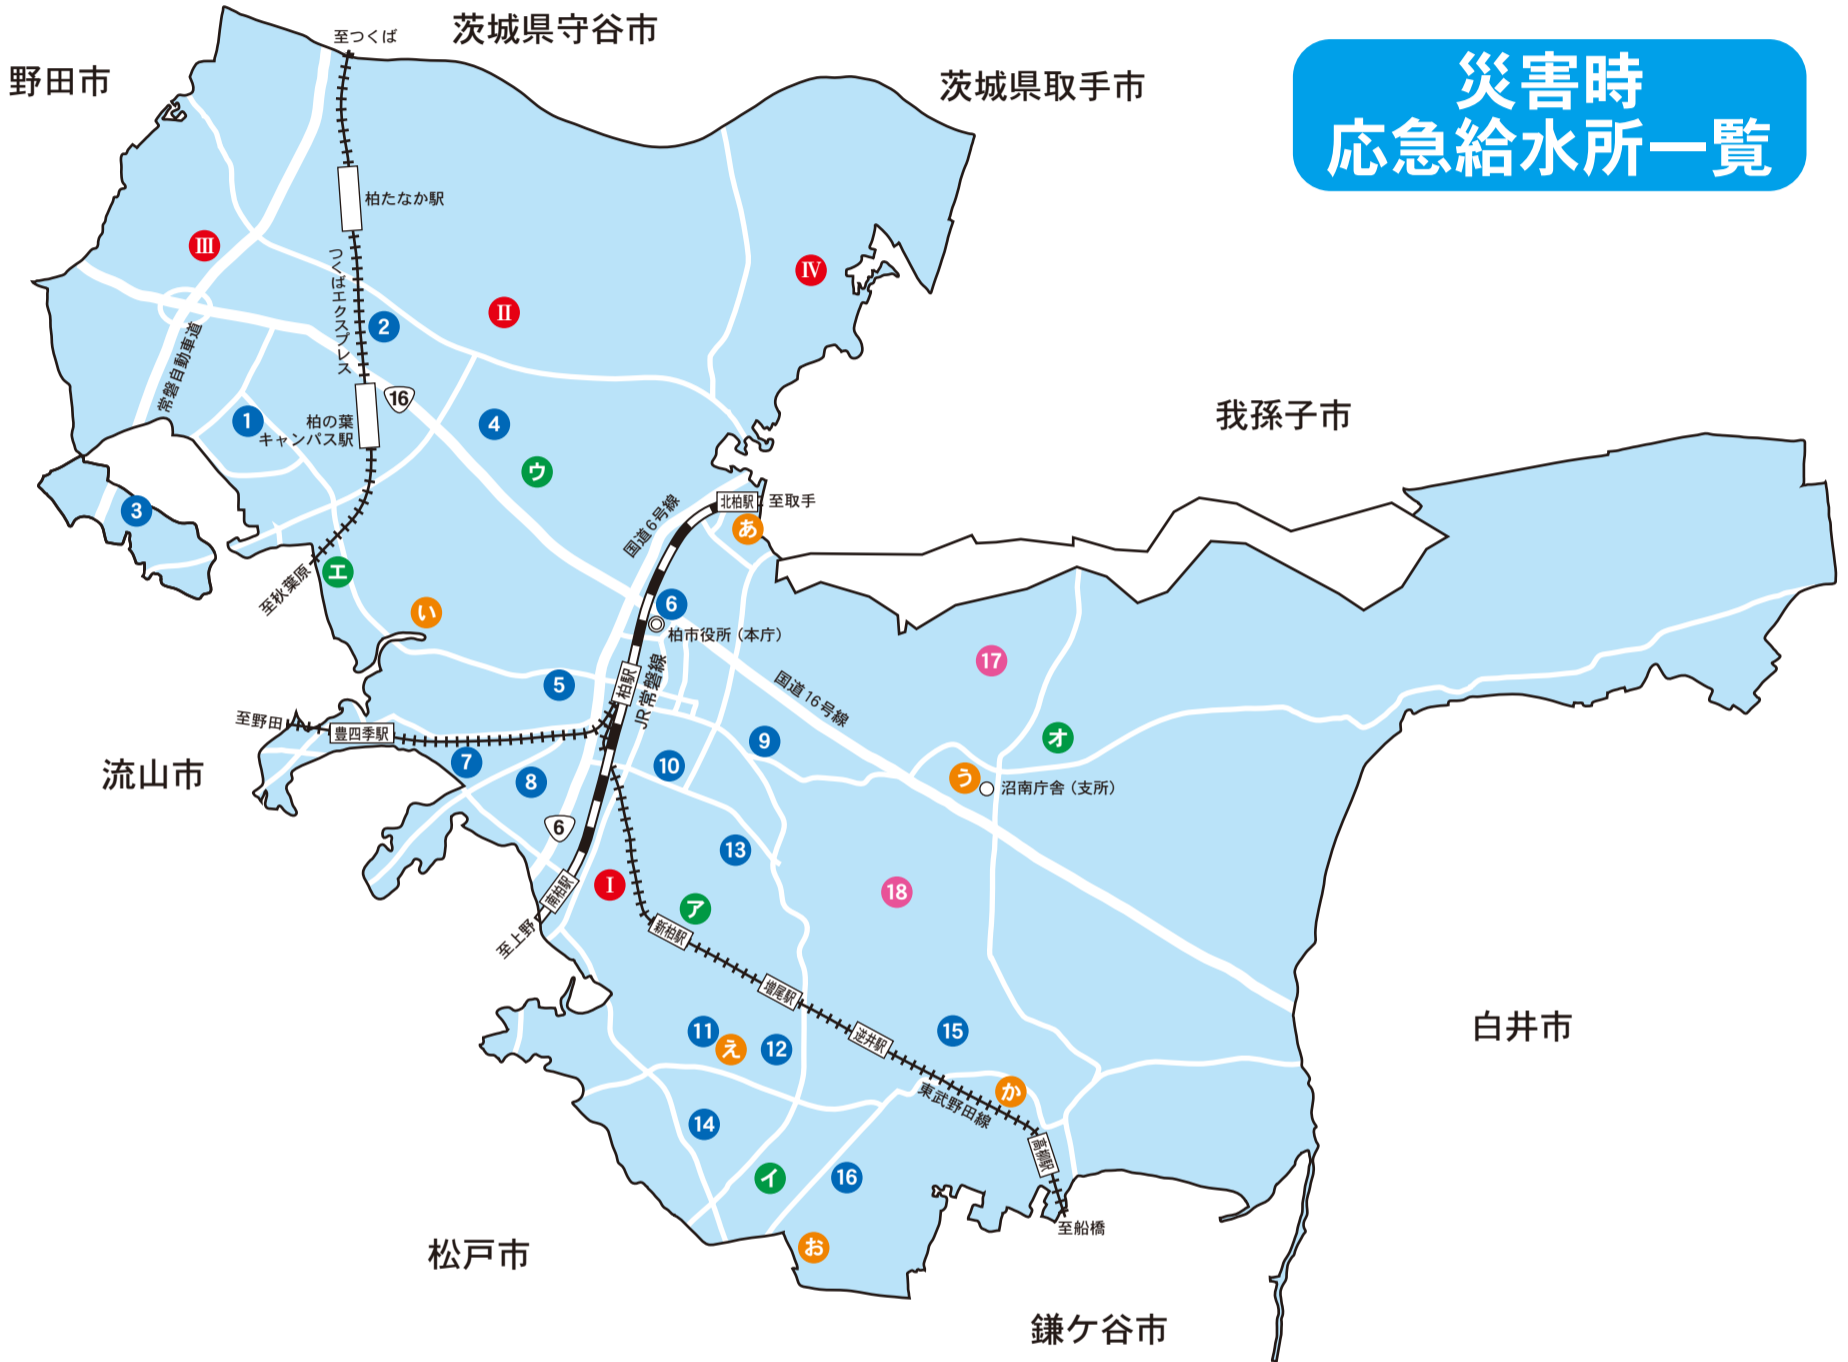 災害時
応急給水所一覧
至つくば
茨城県守谷市
野田市
茨城県取手市
柏たなか駅
Ⅲ
つくばエクスプレス
Ⅳ
Ⅱ
2
常磐自動車道
16
1
柏の葉
キャンパス駅
4
我孫子市
ウ
3
国道6号線
北柏駅
至取手
あ
エ
至秋葉原
い
6
柏市役所（本庁）
17
5
柏駅
JR常磐線
国道16号線
至野田
豊四季駅
オ
9
7
10
流山市
8
う
沼南庁舎（支所）
6
13
Ⅰ
南柏駅
18
ア
至上野
新柏駅
増尾駅
11
え
12
逆井駅
15
白井市
か
東武野田線
14
高柳駅
イ
16
至船橋
松戸市
お
鎌ケ谷市